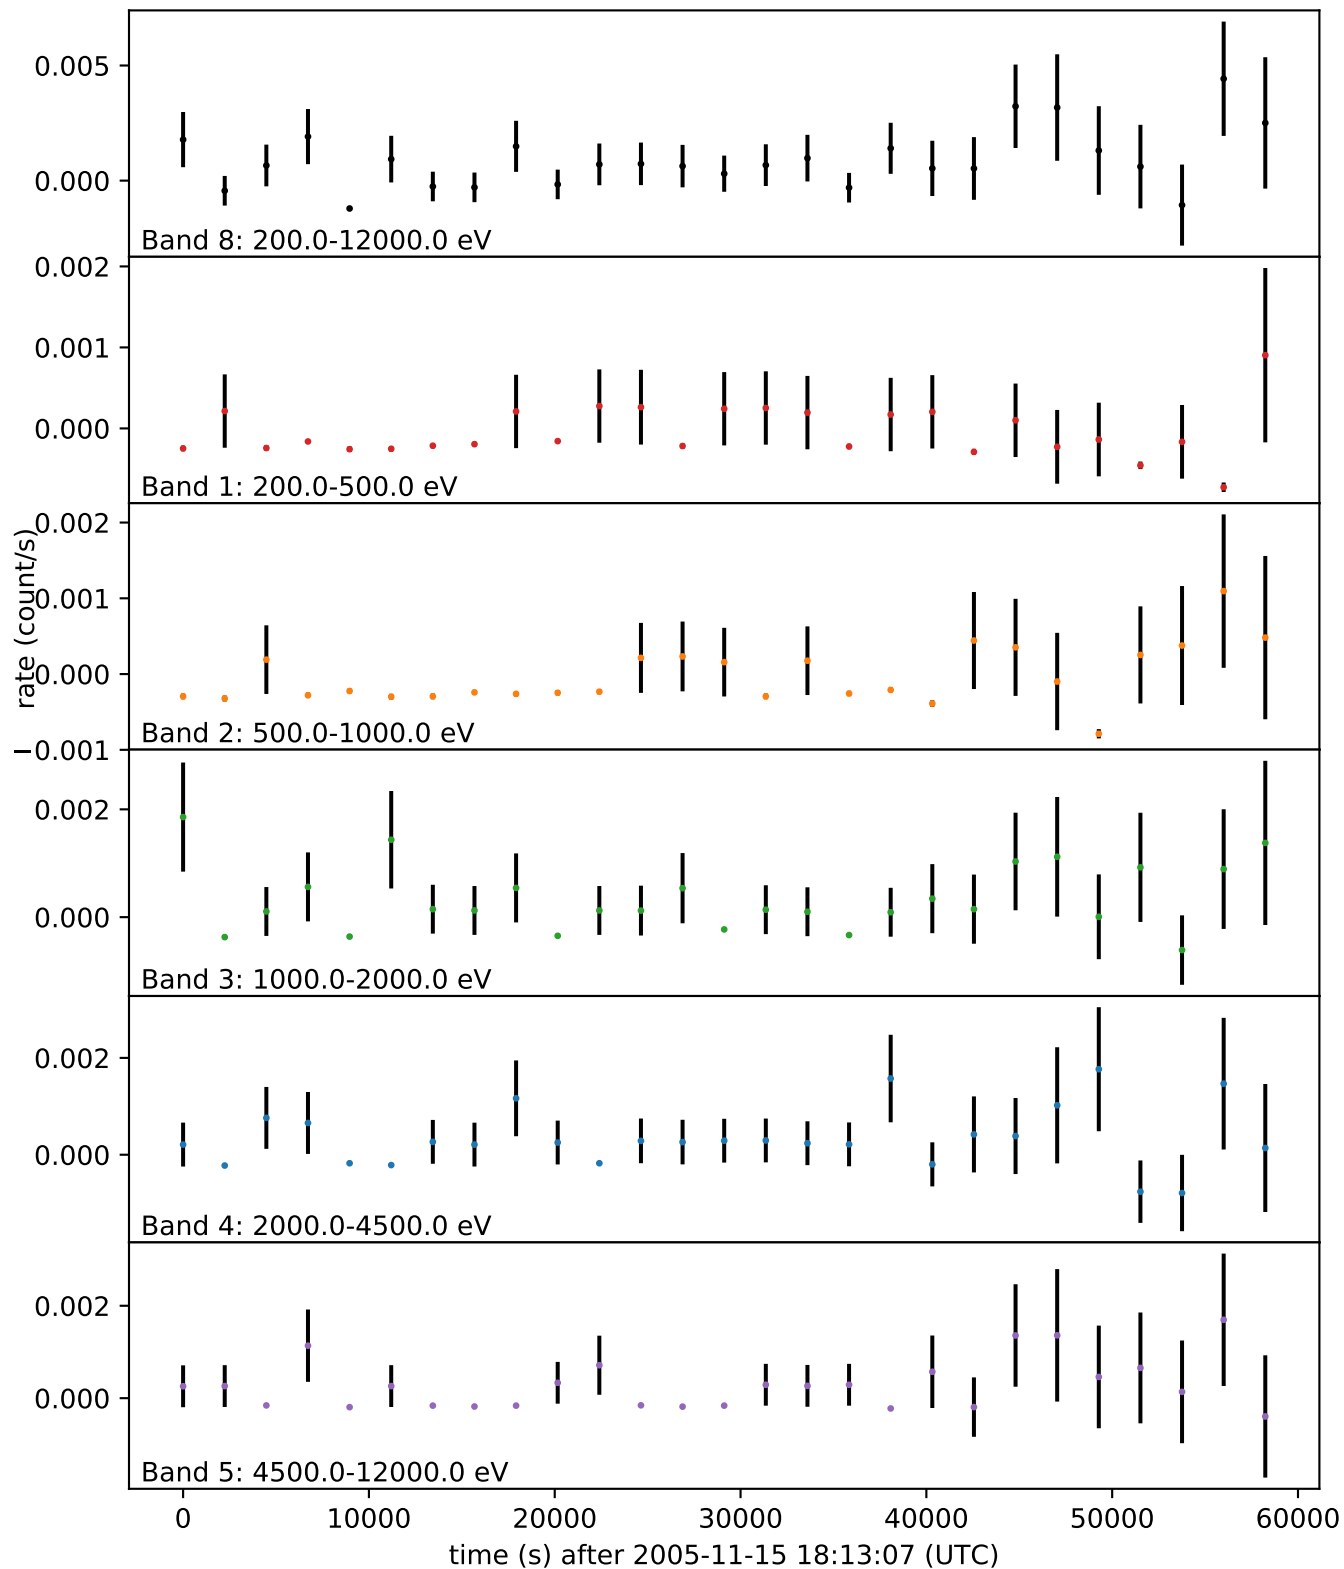 0.005
0.000
Band 8: 200.0-12000.0 eV
0.002
0.001
0.000
Band 1: 200.0-500.0 eV
0.002
0.001
0.000
−0.001
Band 2: 500.0-1000.0 eV
rate (count/s)
0.002
0.000
Band 3: 1000.0-2000.0 eV
0.002
0.000
Band 4: 2000.0-4500.0 eV
0.002
0.000
Band 5: 4500.0-12000.0 eV
0 10000 20000 30000 40000 50000 60000
time (s) after 2005-11-15 18:13:07 (UTC)